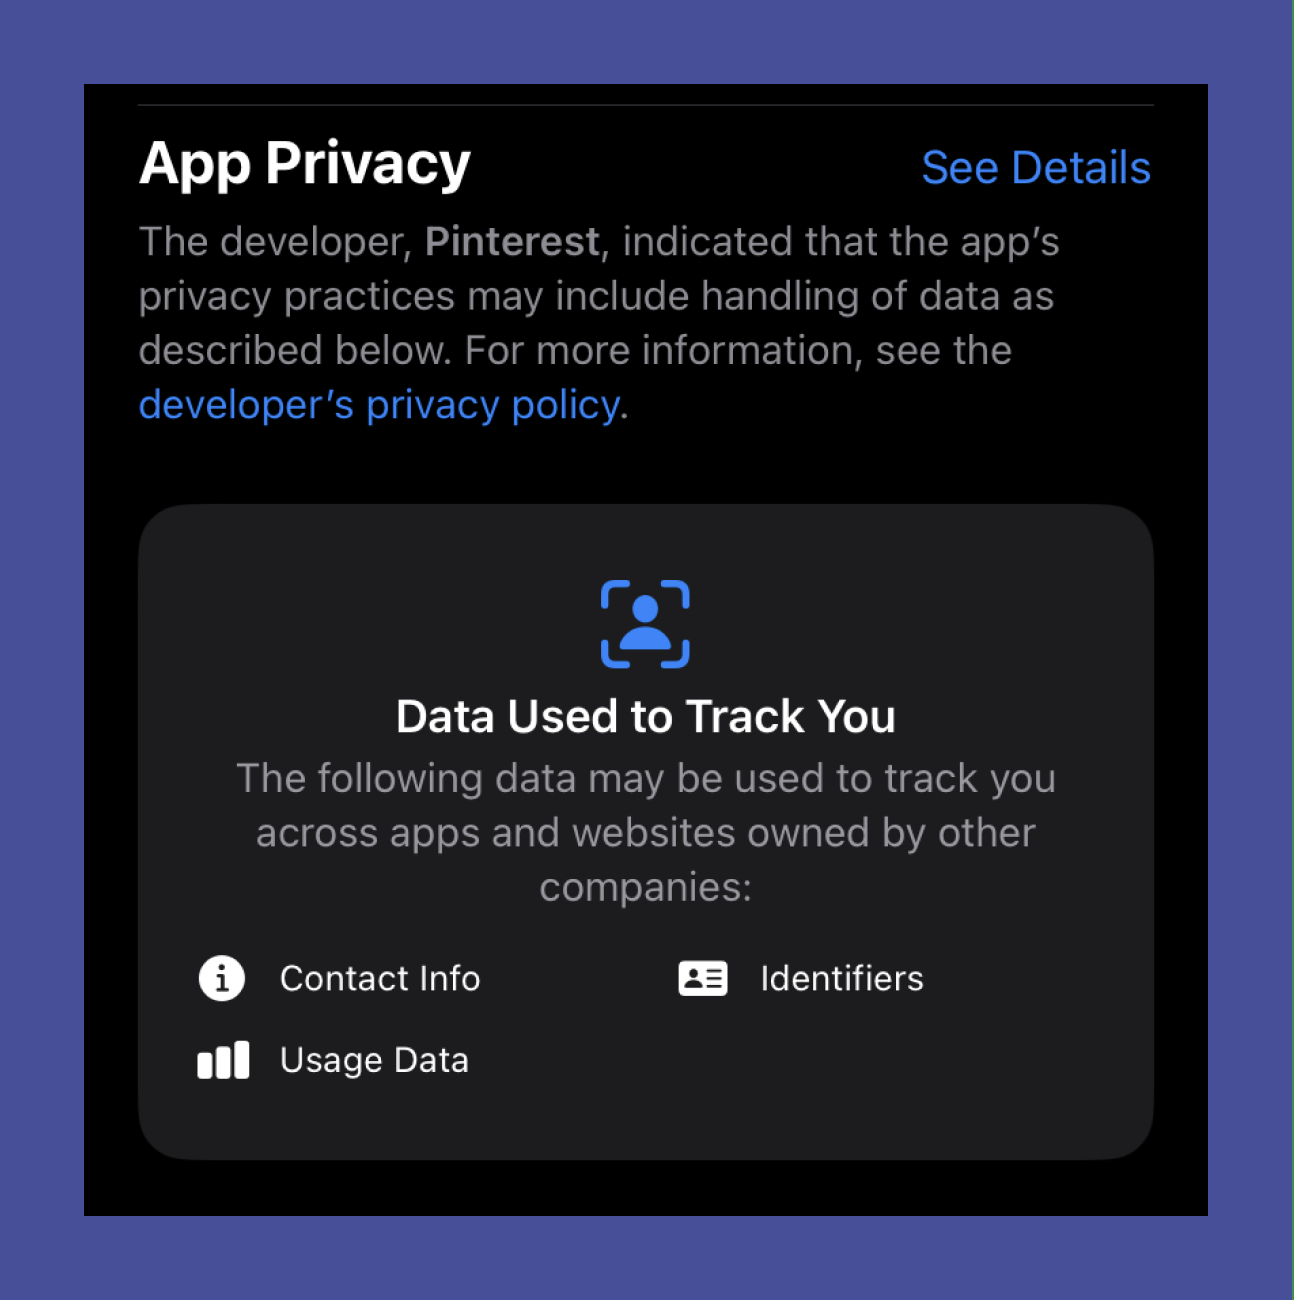 App Privacy
See Details
The developer, Pinterest, indicated that the app’s
privacy practices may include handling of data as
described below. For more information, see the
developer’s privacy policy.
Data Used to Track You
The following data may be used to track you
across apps and websites owned by other
companies:
Contact Info
Identifiers
Usage Data